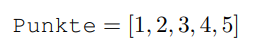 Punkte = [1, 2, 3, 4, 5]